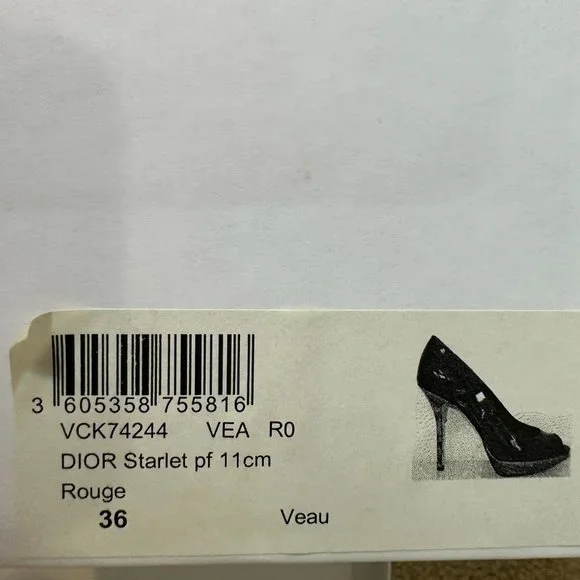 3 605358 755816
VCK74244 VEA R0
DIOR Starlet pf 11cm
Rouge
36 Veau